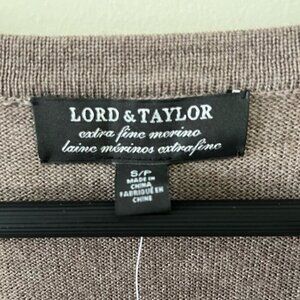 LORD & TAYLOR
extra fine merino
laine mérinos extrafine
S/P
MADE IN
CHINA
FABRIQUÉ EN
CHINE